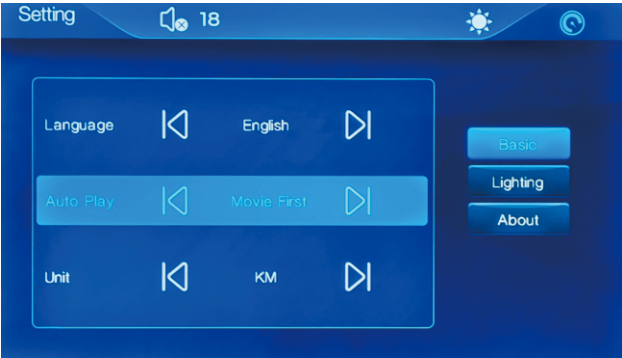 Setting 18
Language English
Basic
Lighting
Auto Play Movie First
About
Unit KM